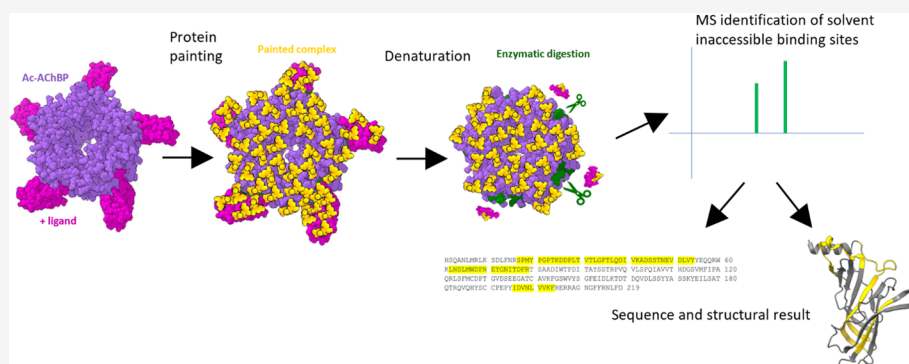 Protein
painting
Painted complex
Denaturation
Enzymatic digestion
MS identification of solvent
inaccessible binding sites
Ac-AChBP
+ ligand
HSQANLMRLK SDLFNRSPMY PGPTKDDPLT VTLGFTLQDI VKADSSTNEV DLVYYEQQRW 60
KLNSLMWDPN EYGNITDFRT SAADIWTPDI TAYSSTRPVQ VLSPQIAVVT HDGSVMFIPA 120
QRLSFMCDPT GVDSEEGATC AVKFGSWVYS GFEIDLKTDT DQVDLSSYYA SSKYEILSAT 180
QTRQVQHYSC CPEPYIDVNL VVKFRERRAG NGFFRNLFD 219
Sequence and structural result